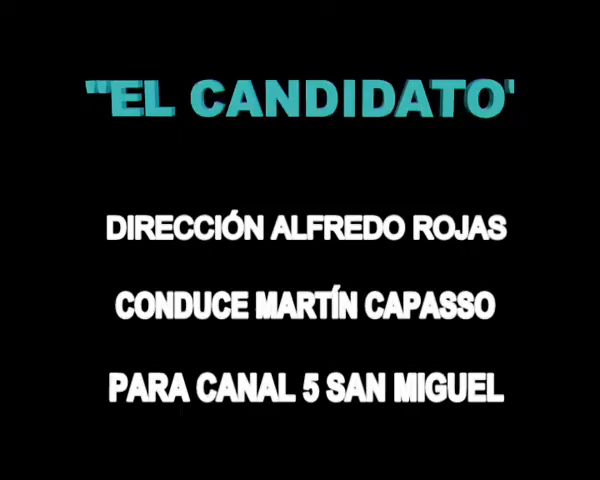 "EL CANDIDATO"
DIRECCIÓN ALFREDO ROJAS
CONDUCE MARTÍN CAPASSO
PARA CANAL 5 SAN MIGUEL